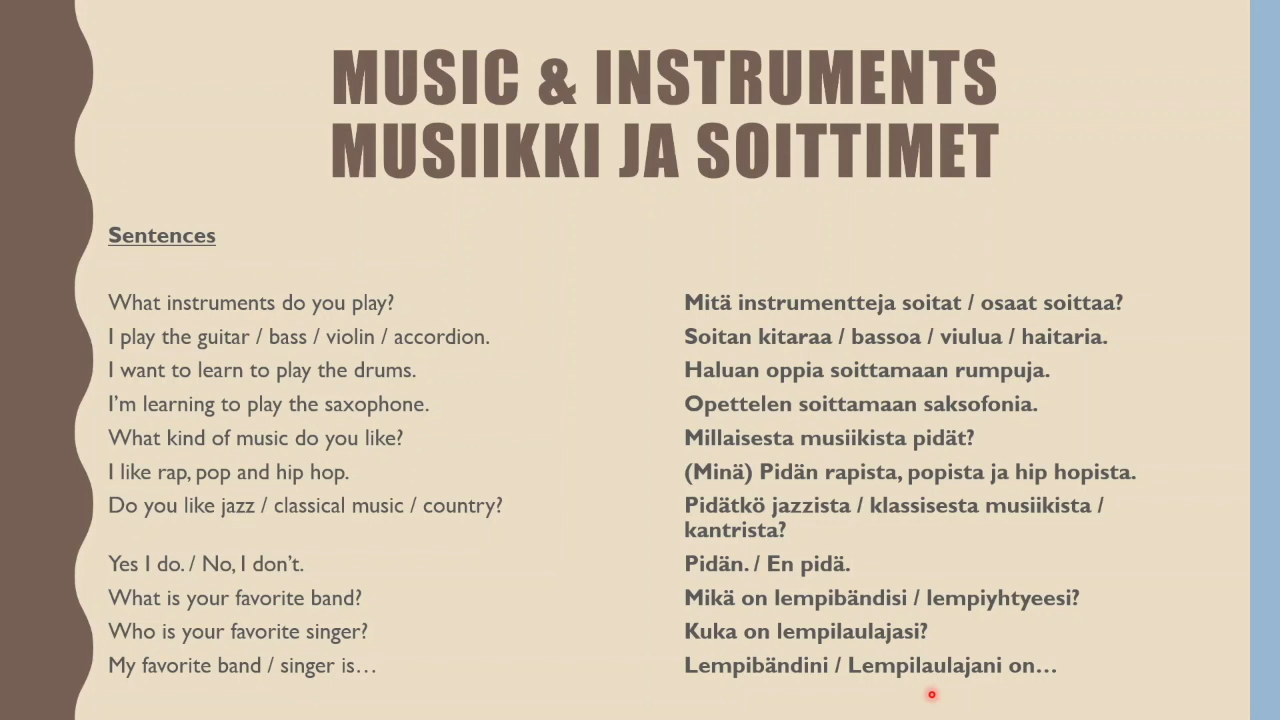 MUSIC & INSTRUMENTS
MUSIIKKI JA SOITTIMET
Sentences
What instruments do you play?
Mitä instrumentteja soitat / osaat soittaa?
I play the guitar / bass / violin / accordion.
Soitan kitaraa / bassoa / viulua / haitaria.
I want to learn to play the drums.
Haluan oppia soittamaan rumpuja.
I'm learning to play the saxophone.
Opettelen soittamaan saksofonia.
What kind of music do you like?
Millaisesta musiikista pidät?
I like rap, pop and hip hop.
(Minä) Pidän rapista, popista ja hip hopista.
Do you like jazz / classical music / country?
Pidätkö jazzista / klassisesta musiikista /
kantrista?
Yes I do. / No, I don't.
Pidän. / En pidä.
What is your favorite band?
Mikä on lempibändisi / lempiyhtyeesi?
Who is your favorite singer?
Kuka on lempilaulajasi?
My favorite band / singer is…
Lempibändini / Lempilaulajani on…